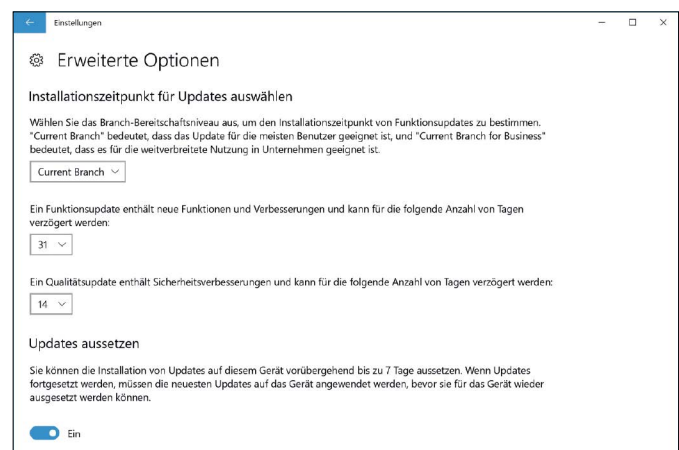 Einstellungen
Erweiterte Optionen
Installationszeitpunkt für Updates auswählen
Wählen Sie das Branch-Bereitschaftsniveau aus, um den Installationszeitpunkt von Funktionsupdates zu bestimmen.
"Current Branch" bedeutet, dass das Update für die meisten Benutzer geeignet ist, und "Current Branch for Business"
bedeutet, dass es für die weitverbreitete Nutzung in Unternehmen geeignet ist.
Current Branch
Ein Funktionsupdate enthält neue Funktionen und Verbesserungen und kann für die folgende Anzahl von Tagen
verzögert werden:
31
Ein Qualitätsupdate enthält Sicherheitsverbesserungen und kann für die folgende Anzahl von Tagen verzögert werden:
14
Updates aussetzen
Sie können die Installation von Updates auf diesem Gerät vorübergehend bis zu 7 Tage aussetzen. Wenn Updates
fortgesetzt werden, müssen die neuesten Updates auf das Gerät angewendet werden, bevor sie für das Gerät wieder
ausgesetzt werden können.
Ein